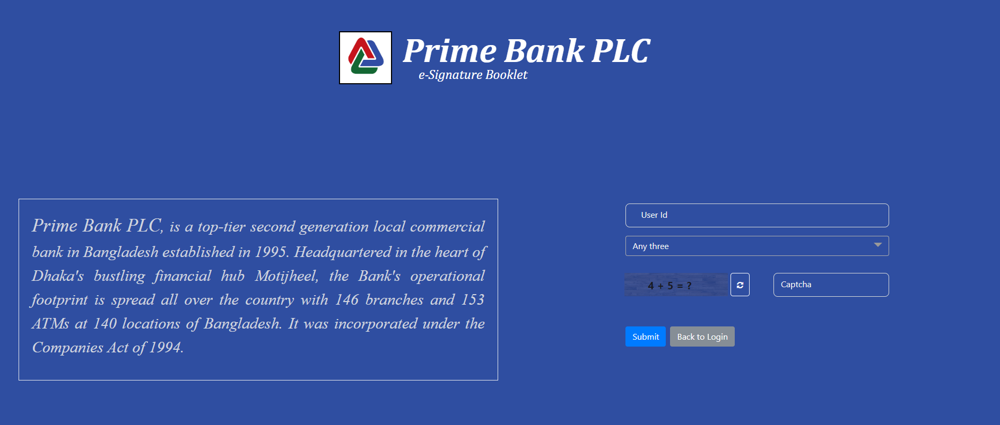 Prime Bank PLC
e-Signature Booklet
Prime Bank PLC, is a top-tier second generation local commercial
bank in Bangladesh established in 1995. Headquartered in the heart of
Dhaka's bustling financial hub Motijheel, the Bank's operational
footprint is spread all over the country with 146 branches and 153
ATMs at 140 locations of Bangladesh. It was incorporated under the
Companies Act of 1994.
User Id
Any three
4 + 5 = ?
Captcha
Submit
Back to Login